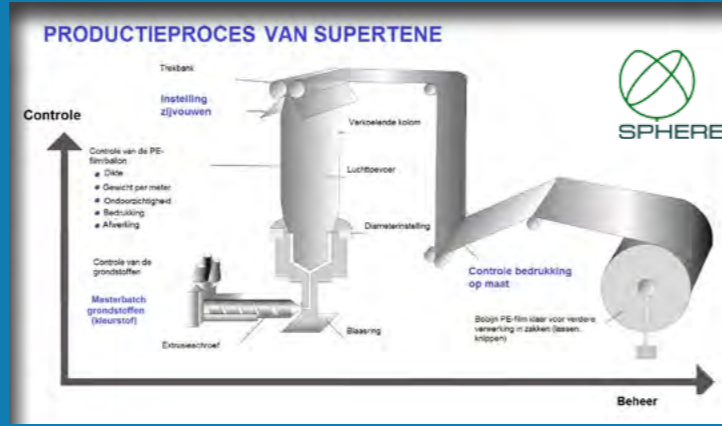 PRODUCTIEPROCES VAN SUPERTENE
Trekbank
Instelling
zijvouwen
SPHERE
Controle
Verkoelende kolom
Controle van de PE-
film/ballon
Dikte
Gewicht per meter
Ondoorzichtigheid
Bedrukking
Afwerking
Luchttoevoer
Diameterinstelling
Controle van de
grondstoffen
Masterbatch
grondstoffen
(kleurstof)
Controle bedrukking
op maat
Bobijn PE-film klaar voor verdere
verwerking in zakken (lassen,
knippen)
Blaasring
Extrusieschroef
Beheer